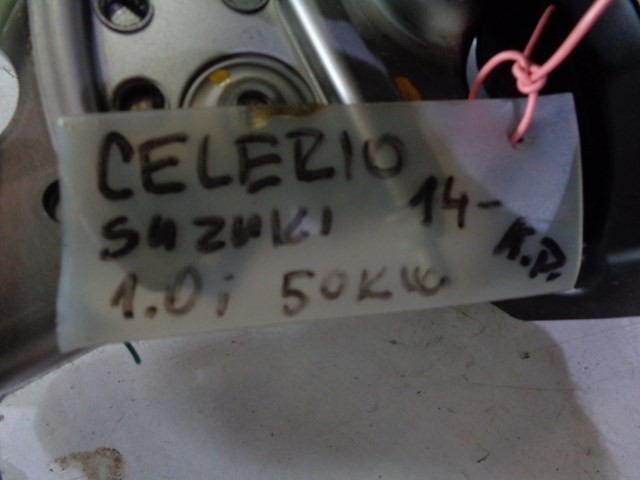 CELERIO
SUZUKI 14-
K.P.
1.0i 50KW